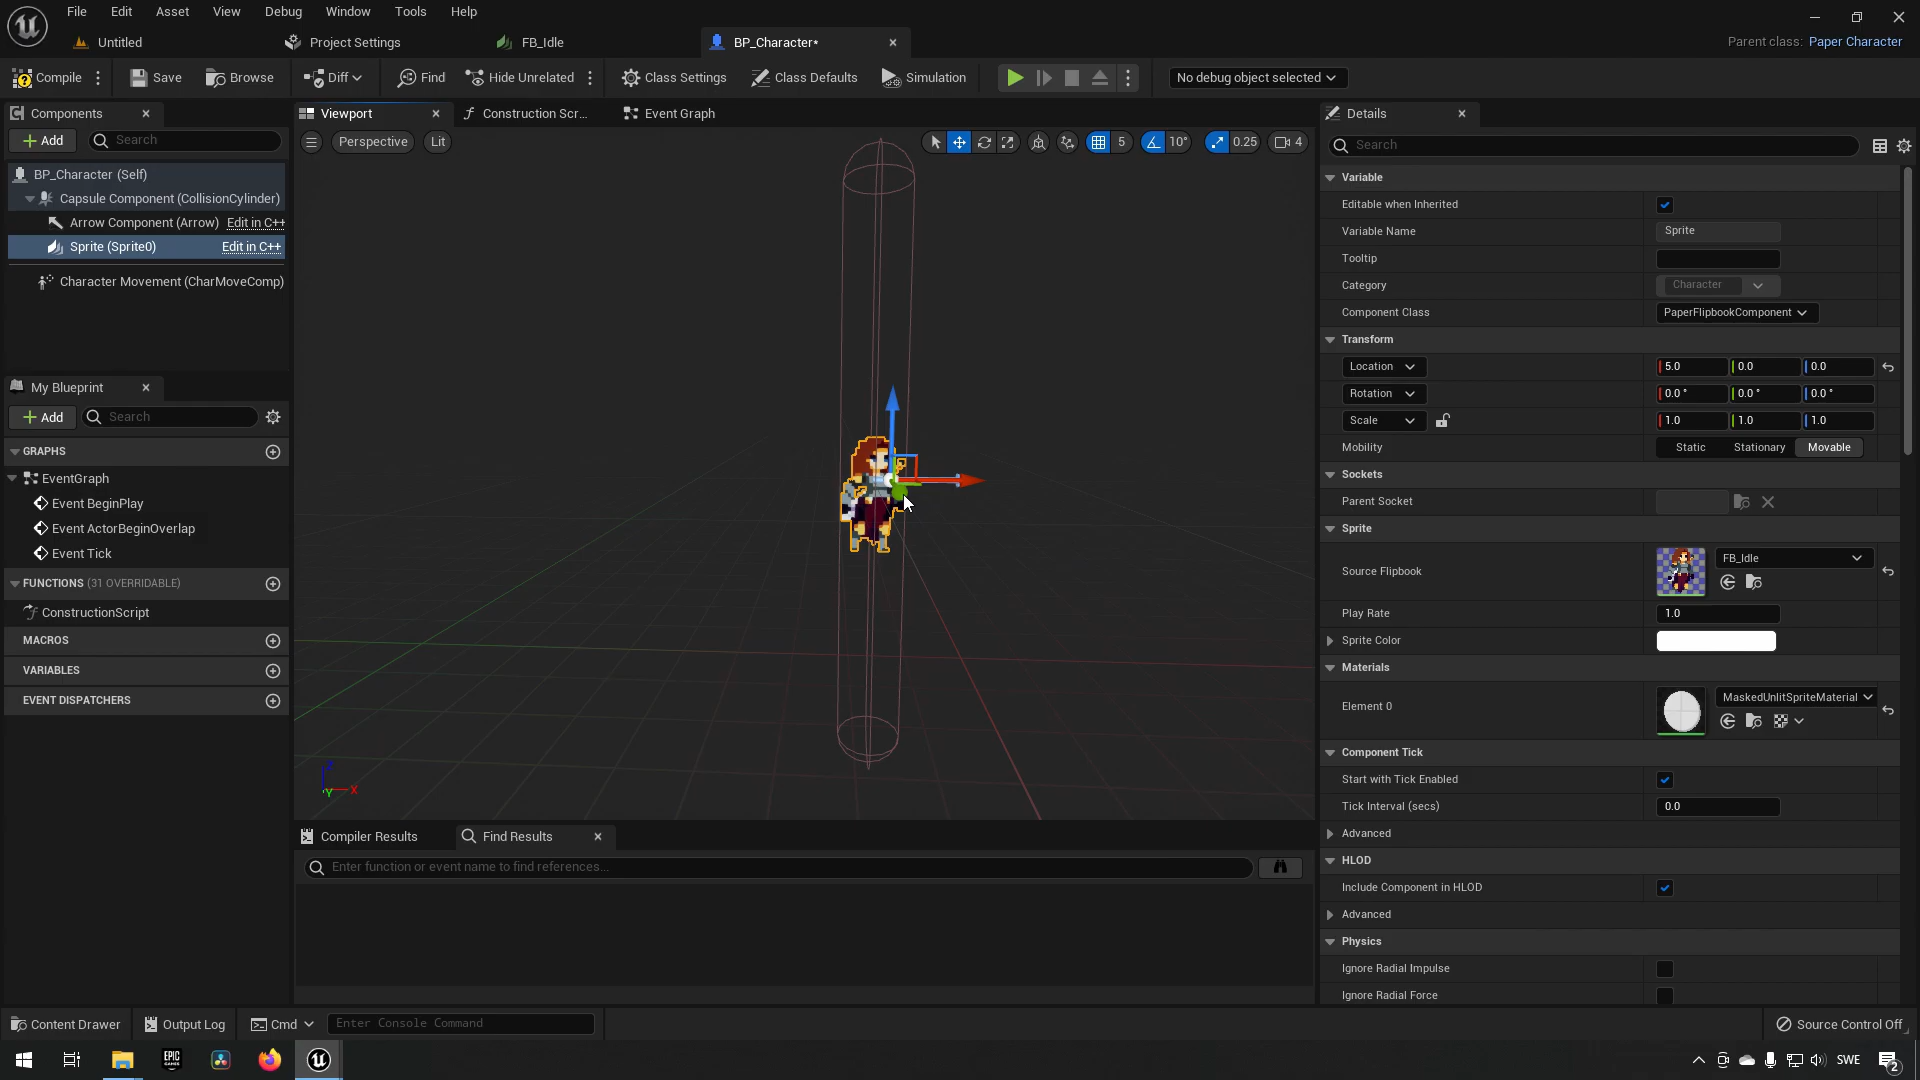 File Edit Asset View Debug Window Tools Help
Untitled Project Settings FB_Idle BP_Character*
Parent class: Paper Character
Compile Save Browse Diff Find Hide Unrelated Class Settings Class Defaults Simulation No debug object selected
Components
Add Search
BP_Character (Self)
Capsule Component (CollisionCylinder)
Arrow Component (Arrow) Edit in C++
Sprite (Sprite0) Edit in C++
Character Movement (CharMoveComp)
My Blueprint
Add Search
GRAPHS
EventGraph
Event BeginPlay
Event ActorBeginOverlap
Event Tick
FUNCTIONS (31 OVERRIDABLE)
ConstructionScript
MACROS
VARIABLES
EVENT DISPATCHERS
Viewport Construction Scr... Event Graph
Perspective Lit 5 10° 0.25 4
Z
Y X
Compiler Results Find Results
Enter function or event name to find references...
Details
Search
Variable
Editable when Inherited
Variable Name Sprite
Tooltip
Category Character
Component Class PaperFlipbookComponent
Transform
Location 5.0 0.0 0.0
Rotation 0.0 ° 0.0 ° 0.0 °
Scale 1.0 1.0 1.0
Mobility Static Stationary Movable
Sockets
Parent Socket
Sprite
Source Flipbook FB_Idle
Play Rate 1.0
Sprite Color
Materials
Element 0 MaskedUnlitSpriteMaterial
Component Tick
Start with Tick Enabled
Tick Interval (secs) 0.0
Advanced
HLOD
Include Component in HLOD
Advanced
Physics
Ignore Radial Impulse
Ignore Radial Force
Content Drawer Output Log Cmd Enter Console Command Source Control Off
EPIC GAMES
SWE 2